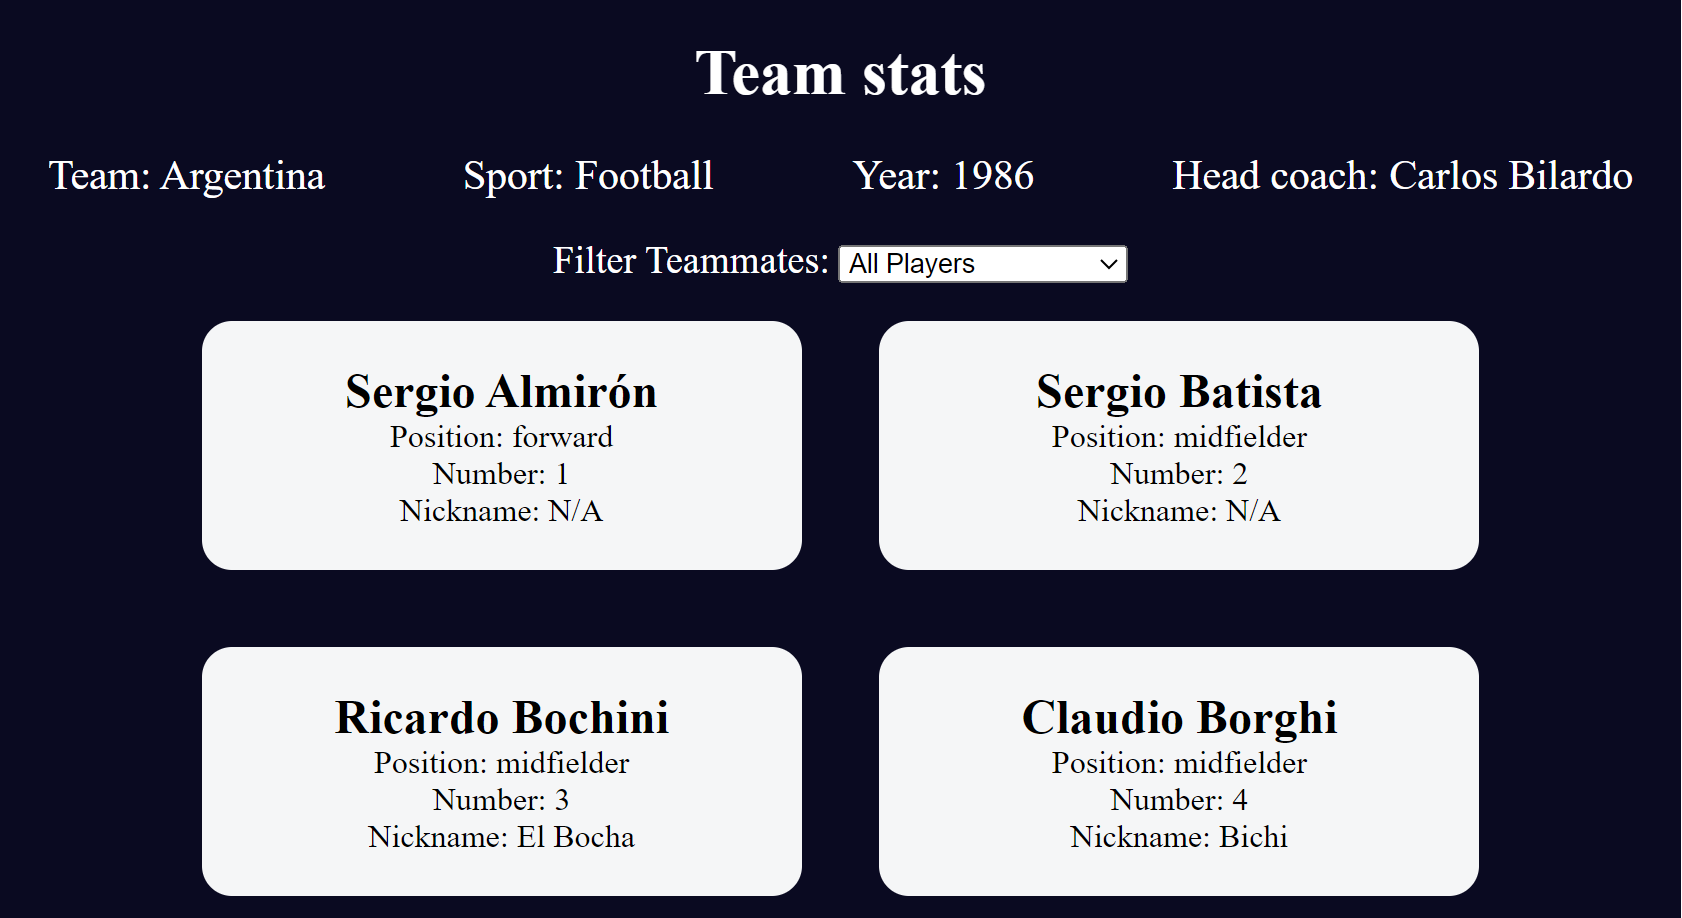 Team stats
Team: Argentina Sport: Football Year: 1986 Head coach: Carlos Bilardo
Filter Teammates: All Players
Sergio Almirón
Position: forward
Number: 1
Nickname: N/A
Sergio Batista
Position: midfielder
Number: 2
Nickname: N/A
Ricardo Bochini
Position: midfielder
Number: 3
Nickname: El Bocha
Claudio Borghi
Position: midfielder
Number: 4
Nickname: Bichi